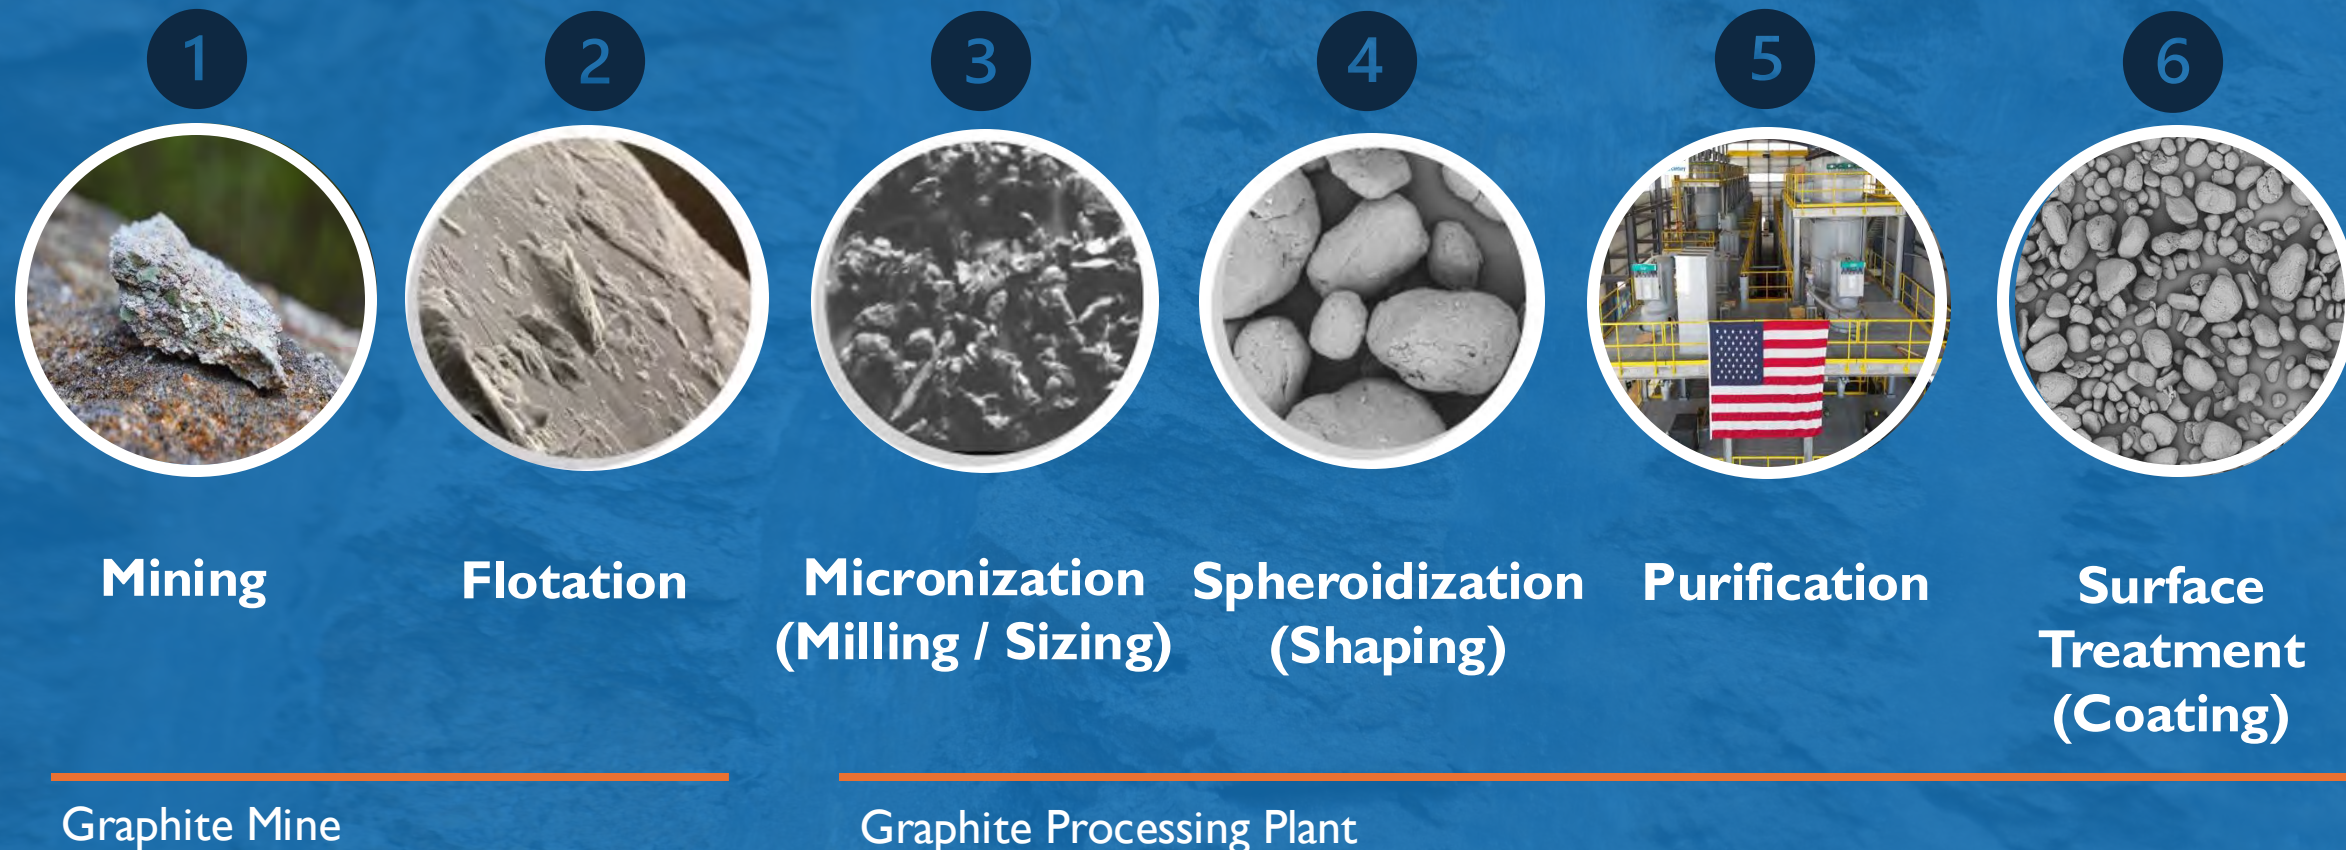 1
2
3
4
5
6
Mining
Flotation
Micronization
(Milling / Sizing)
Spheroidization
(Shaping)
Purification
Surface
Treatment
(Coating)
Graphite Mine
Graphite Processing Plant